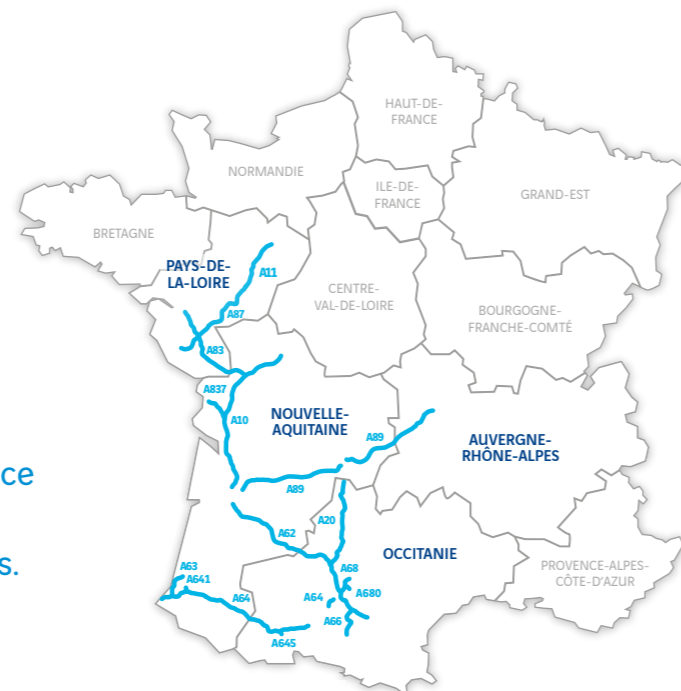 HAUT-DE-
FRANCE
NORMANDIE
ILE-DE-
FRANCE
GRAND-EST
BRETAGNE
PAYS-DE-
LA-LOIRE
A11
A87
CENTRE-
VAL-DE-LOIRE
BOURGOGNE-
FRANCHE-COMTÉ
A83
A837
A10
NOUVELLE-
AQUITAINE
A89
AUVERGNE-
RHÔNE-ALPES
ce
A89
A20
A62
OCCITANIE
s.
A63
A641
A68
A64
A64
A680
PROVENCE-ALPES-
CÔTE-D'AZUR
A66
A645